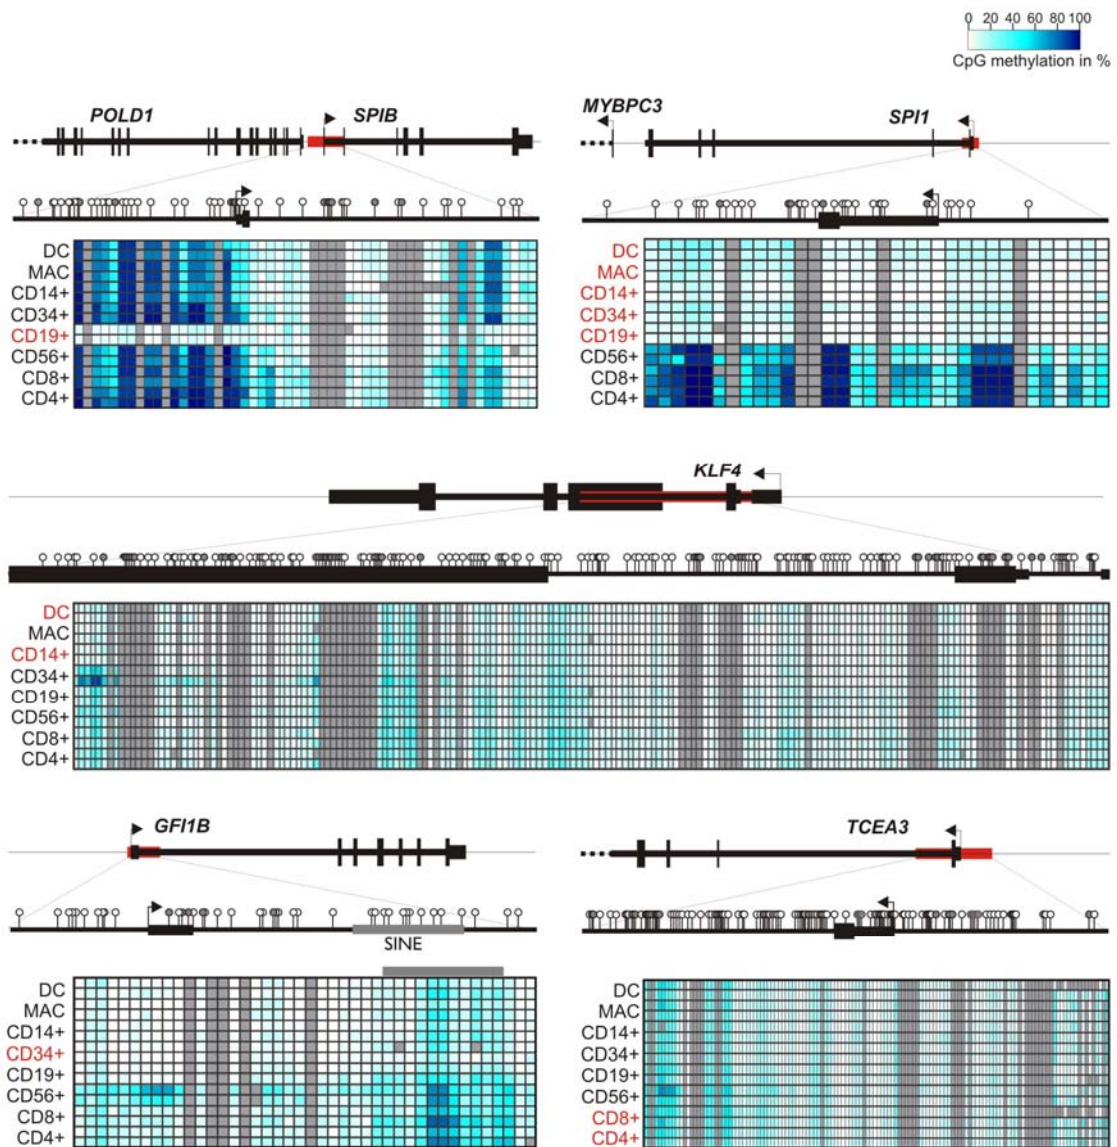 0 20 40 60 80 100
CpG methylation in %
POLD1
SPIB
MYBPC3
SPI1
DC
MAC
CD14+
CD34+
CD19+
CD56+
CD8+
CD4+
DC
MAC
CD14+
CD34+
CD19+
CD56+
CD8+
CD4+
KLF4
DC
MAC
CD14+
CD34+
CD19+
CD56+
CD8+
CD4+
GFI1B
TCEA3
SINE
DC
MAC
CD14+
CD34+
CD19+
CD56+
CD8+
CD4+
DC
MAC
CD14+
CD34+
CD19+
CD56+
CD8+
CD4+